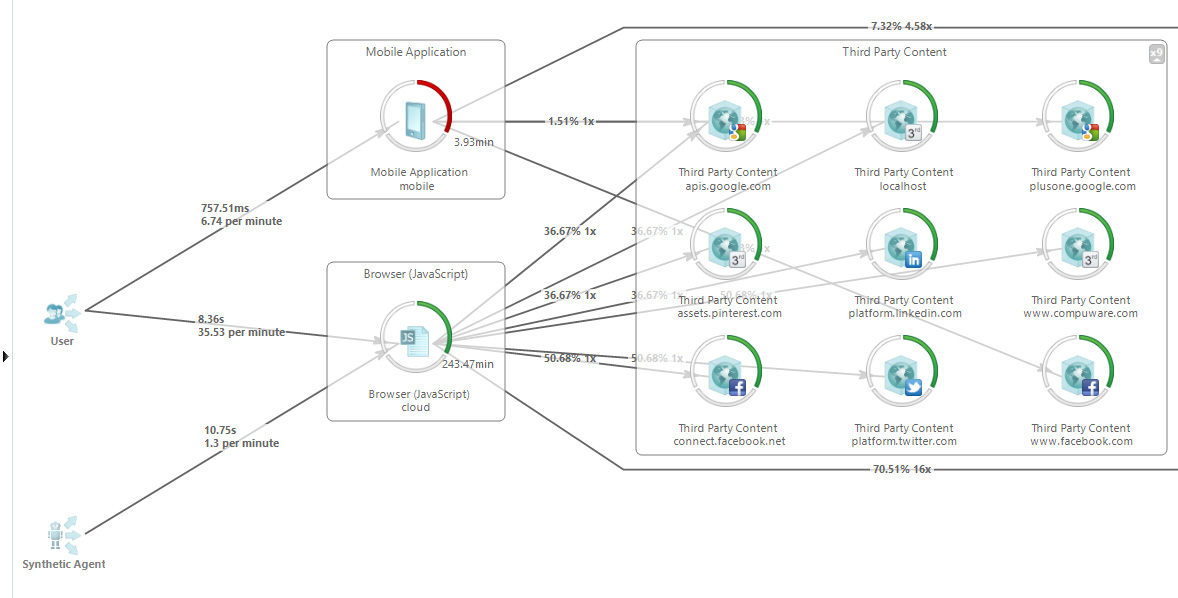 7.32% 4.58x
Mobile Application
Third Party Content
x9
1.51% 1x
3.93min
Mobile Application
mobile
Third Party Content
apis.google.com
3rd
Third Party Content
localhost
Third Party Content
plusone.google.com
757.51ms
6.74 per minute
36.67% 1x
36.67% 1x
Browser (JavaScript)
3rd
in
3rd
36.67% 1x
36.67% 1x
50.68% 1x
Third Party Content
assets.pinterest.com
Third Party Content
platform.linkedin.com
Third Party Content
www.compuware.com
User
8.36s
35.53 per minute
JS
243.47min
50.68% 1x
50.68% 1x
Browser (JavaScript)
cloud
Third Party Content
connect.facebook.net
Third Party Content
platform.twitter.com
Third Party Content
www.facebook.com
10.75s
1.3 per minute
70.51% 16x
Synthetic Agent